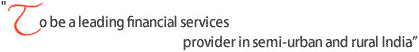 "To be a leading financial services
provider in semi-urban and rural India”